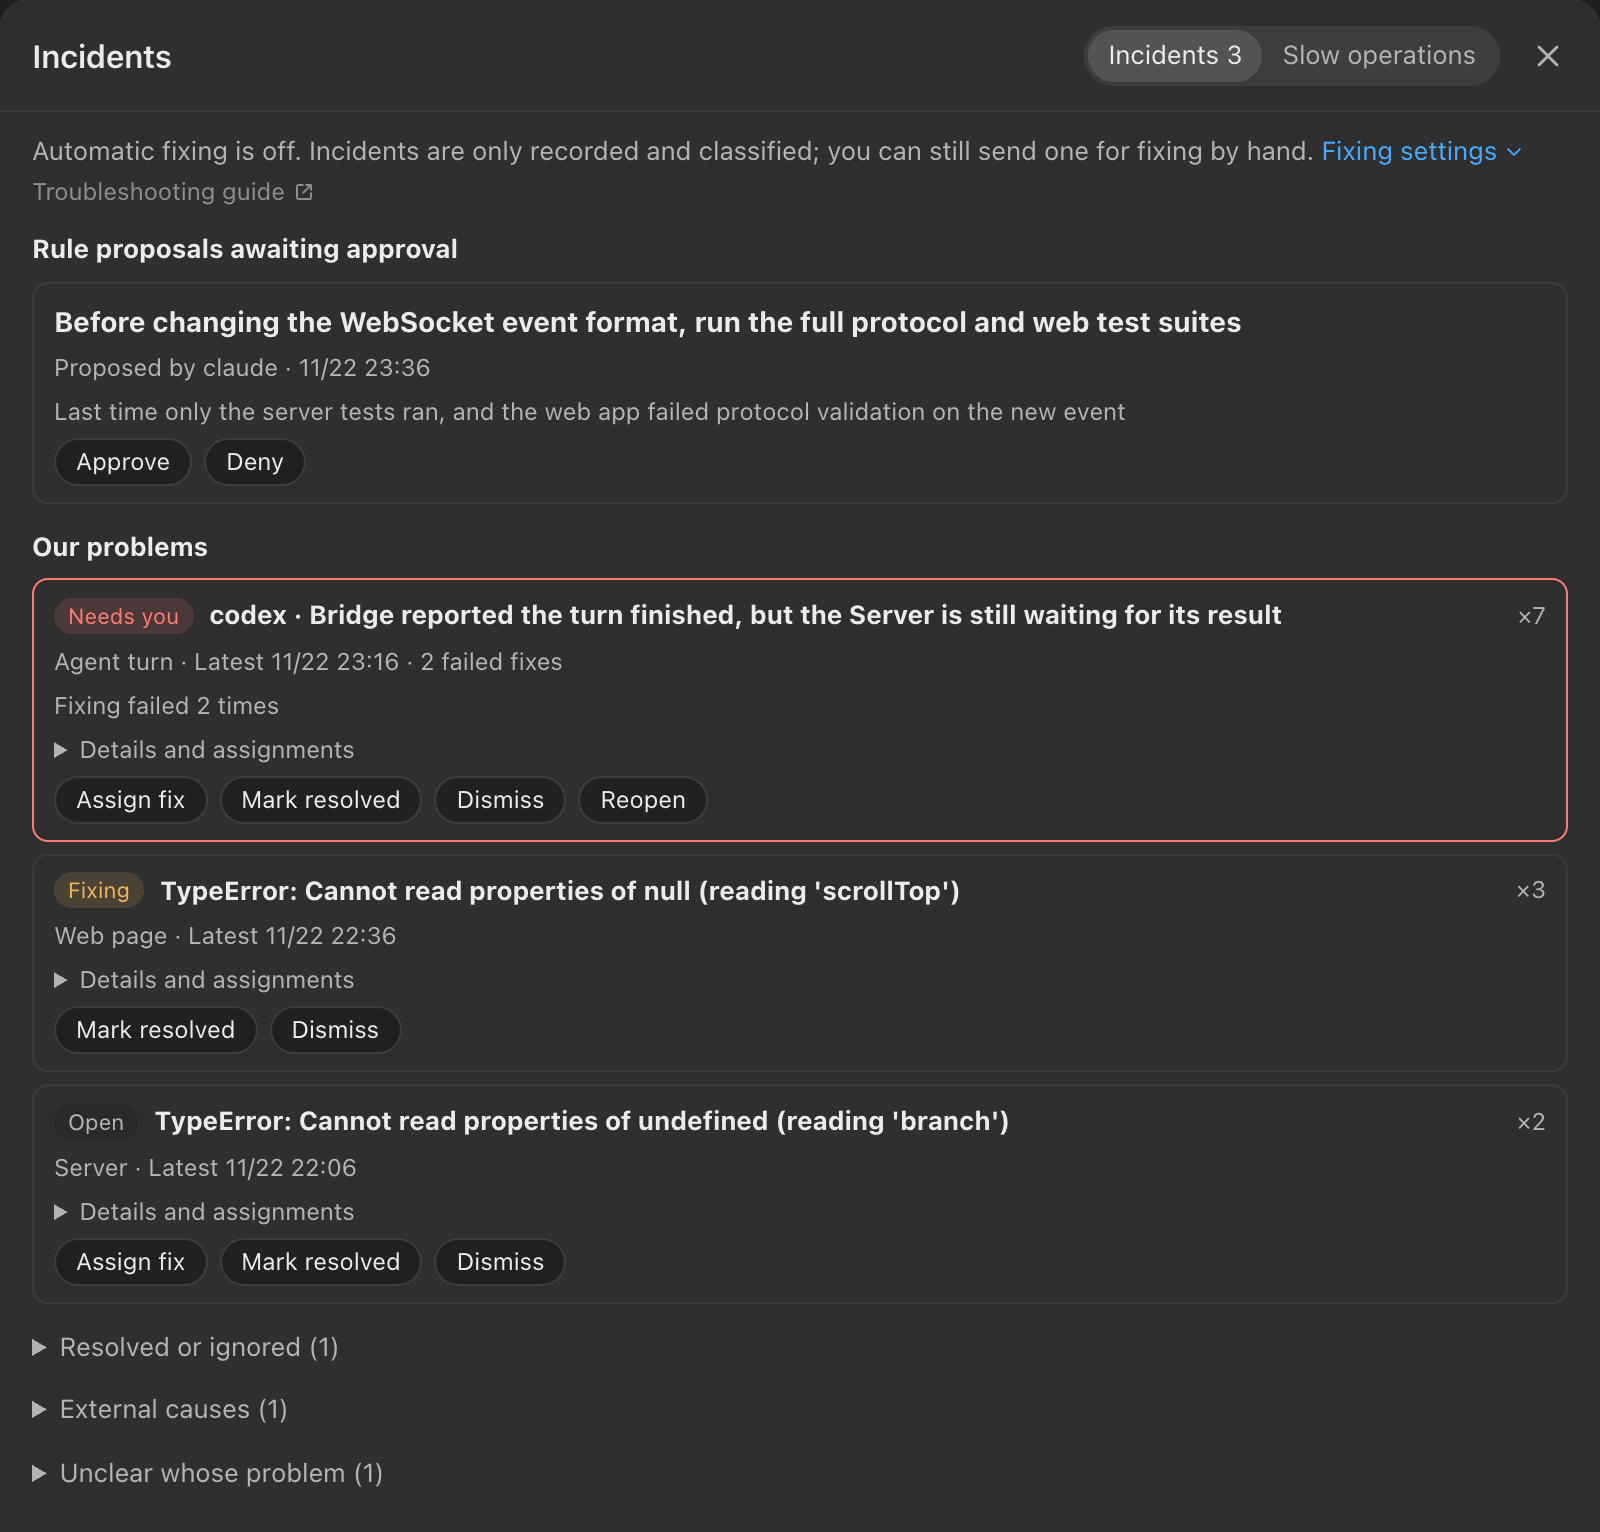 Incidents
Incidents 3
Slow operations
Automatic fixing is off. Incidents are only recorded and classified; you can still send one for fixing by hand. Fixing settings
Troubleshooting guide
Rule proposals awaiting approval
Before changing the WebSocket event format, run the full protocol and web test suites
Proposed by claude · 11/22 23:36
Last time only the server tests ran, and the web app failed protocol validation on the new event
Approve
Deny
Our problems
Needs you codex · Bridge reported the turn finished, but the Server is still waiting for its result ×7
Agent turn · Latest 11/22 23:16 · 2 failed fixes
Fixing failed 2 times
Details and assignments
Assign fix
Mark resolved
Dismiss
Reopen
Fixing TypeError: Cannot read properties of null (reading 'scrollTop') ×3
Web page · Latest 11/22 22:36
Details and assignments
Mark resolved
Dismiss
Open TypeError: Cannot read properties of undefined (reading 'branch') ×2
Server · Latest 11/22 22:06
Details and assignments
Assign fix
Mark resolved
Dismiss
Resolved or ignored (1)
External causes (1)
Unclear whose problem (1)